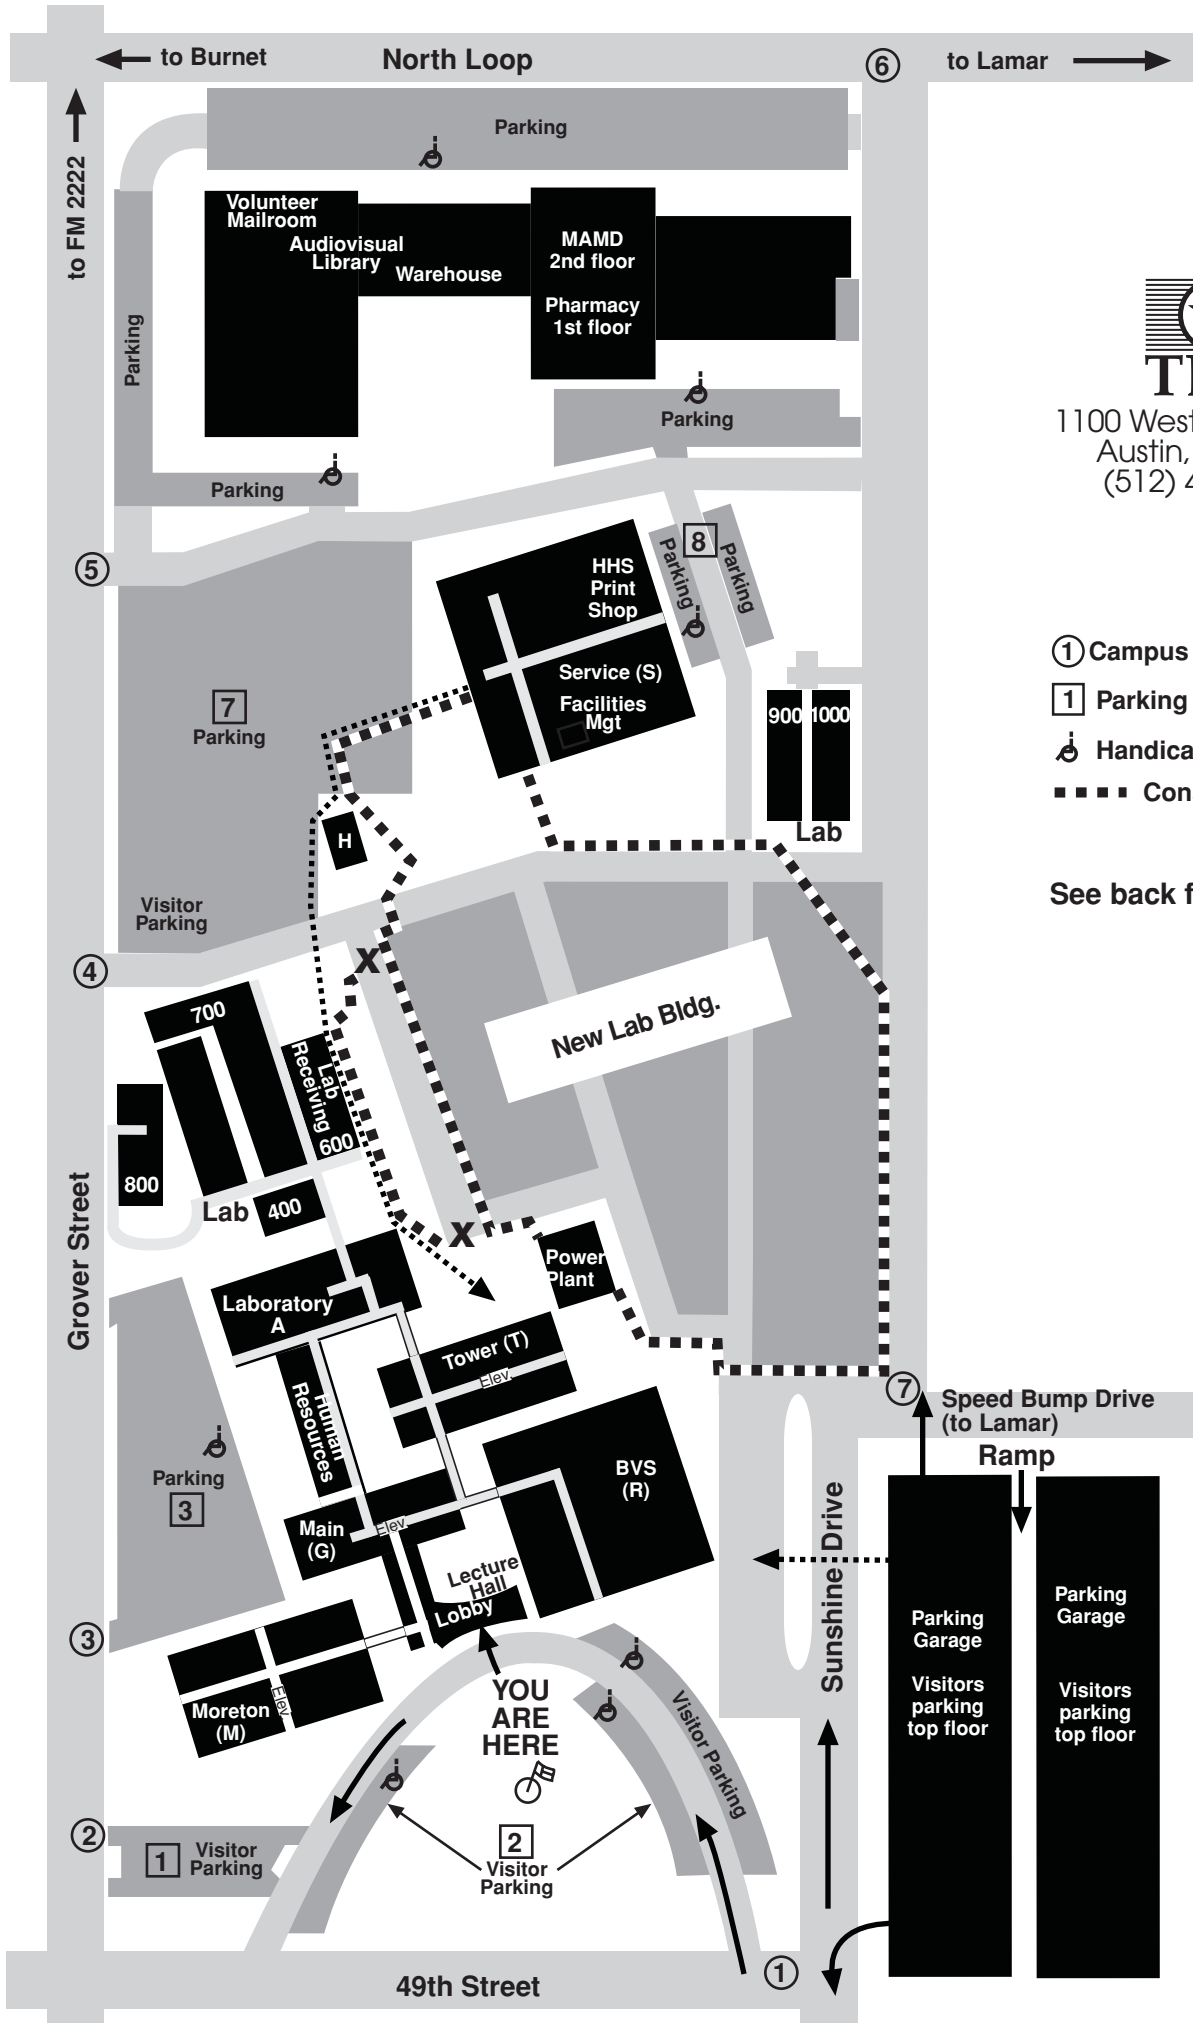 to Burnet
North Loop
6
to Lamar
to FM 2222
Parking
Volunteer
Mailroom
Audiovisual
Library
Warehouse
MAMD
2nd floor
Pharmacy
1st floor
Parking
Parking
Parking
1100 West
Austin,
(512) 4
5
HHS
Print
Shop
8
Parking
Parking
Service (S)
Facilities
Mgt
7
Parking
900
1000
Lab
1 Campus
1 Parking
Handica
Con
H
See back f
Visitor
Parking
4
X
700
New Lab Bldg.
Lab
Receiving
600
800
Lab
400
X
Grover Street
Power
Plant
Laboratory
A
Tower (T)
Elev.
Human
Resources
7
Speed Bump Drive
(to Lamar)
Ramp
Parking
3
BVS
(R)
Main
(G)
Elev.
Lecture
Hall
Lobby
Sunshine Drive
Parking
Garage
Visitors
parking
top floor
Parking
Garage
Visitors
parking
top floor
3
Moreton
(M)
Elev.
YOU
ARE
HERE
Visitor Parking
2
1
Visitor
Parking
2
Visitor
Parking
49th Street
1